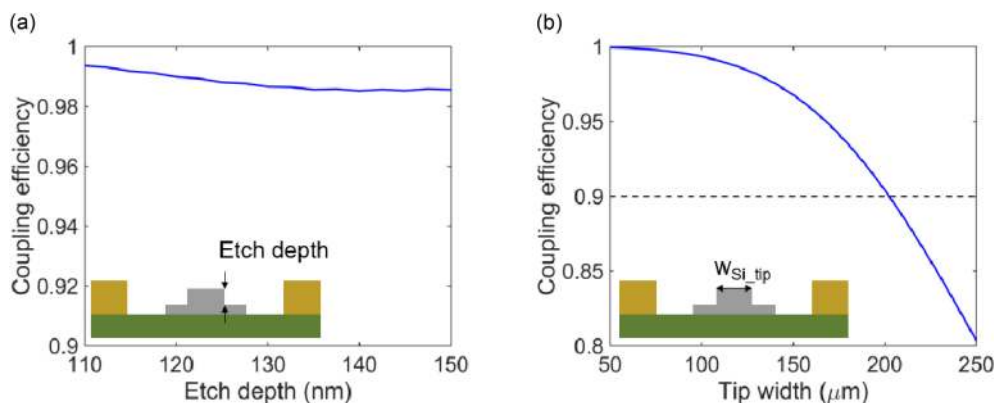 (a)
1
0.98
0.96
0.94
0.92
0.9
Coupling efficiency
Etch depth
110
120
130
140
150
Etch depth (nm)
(b)
1
0.95
0.9
0.85
0.8
Coupling efficiency
WSi_tip
50
100
150
200
250
Tip width (μm)